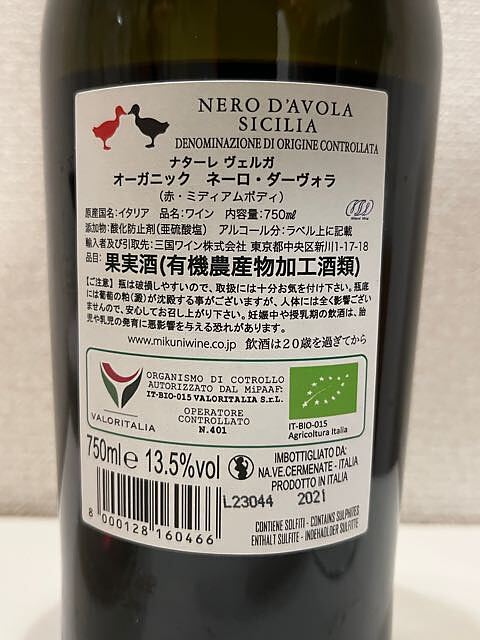 NERO D'AVOLA
SICILIA
DENOMINAZIONE DI ORIGINE CONTROLLATA
ナターレ ヴェルガ
オーガニック ネーロ・ダーヴォラ
(赤・ミディアムボディ)
原産国名:イタリア 品名:ワイン 内容量:750㎖
添加物:酸化防止剤(亜硫酸塩) アルコール分:ラベル上に記載
輸入者及び引取先:三国ワイン株式会社 東京都中央区新川1-17-18
品目:果実酒(有機農産物加工酒類)
【ご注意】瓶は破損しやすいので、取扱には十分お気を付け下さい。瓶底
には葡萄の粕(澱)が沈殿する事がございますが、人体には全く影響ござい
ませんので、安心してお召し上がり下さい。妊娠中や授乳期の飲酒は、胎
児や乳児の発育に悪影響を与える恐れがあります。
www.mikuniwine.co.jp 飲酒は20歳を過ぎてから
VALORITALIA
ORGANISMO DI COTROLLO
AUTORIZZATO DAL MiPAAF:
IT-BIO-015 VALORITALIA S.r.L.
OPERATORE
CONTROLLATO
N.401
IT-BIO-015
Agricoltura Italia
750ml e 13.5%vol
IMBOTTIGLIATO DA:
NA.VE.CERMENATE - ITALIA
PRODOTTO IN ITALIA
L23044 2021
8 000128 160466
CONTIENE SOLFITI - CONTAINS SULPHITES
ENTHALT SULFITE - INDEHOLDER SULFITTE